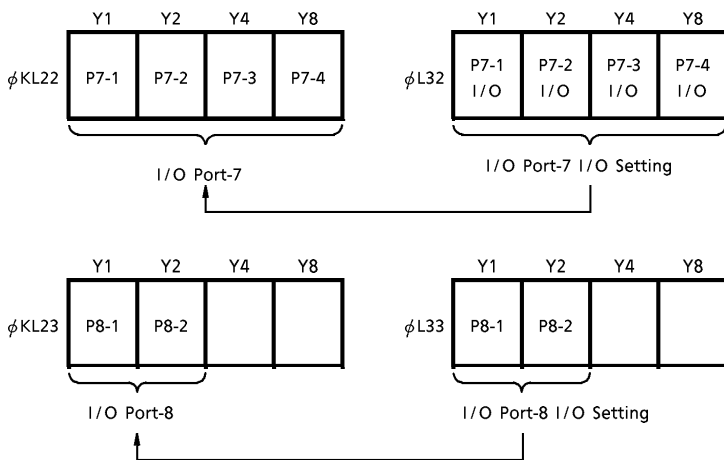 Y1 Y2 Y4 Y8 Y1 Y2 Y4 Y8
φKL22 P7-1 P7-2 P7-3 P7-4 φL32 P7-1 I/O P7-2 I/O P7-3 I/O P7-4 I/O
I/O Port-7 I/O Port-7 I/O Setting
Y1 Y2 Y4 Y8 Y1 Y2 Y4 Y8
φKL23 P8-1 P8-2 φL33 P8-1 P8-2
I/O Port-8 I/O Port-8 I/O Setting